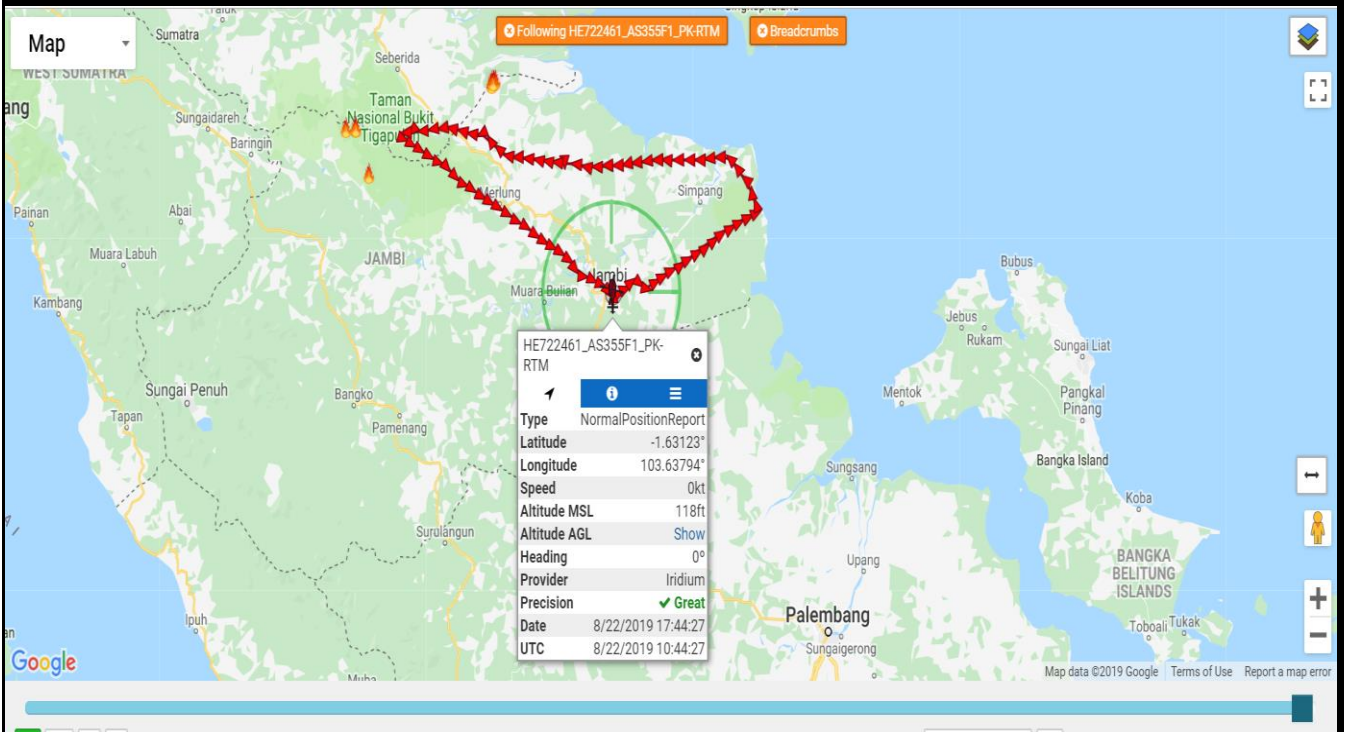 Map
Sumatra
Following HE722461_AS355F1_PK-RTM
Breadcrumbs
WEST SUMATRA
Seberida
Taman
Nasional Bukit
Sungaidareh
Baringin
Merlung
Simpang
Painan
Abai
Muara Labuh
JAMBI
Jambi
Muara Bulian
Bubus
Kambang
Jebus
Rukam
Sungai Liat
HE722461_AS355F1_PK-
RTM
Sungai Penuh
Bangko
Mentok
Pangkal
Pinang
Tapan
Pamenang
Type NormalPositionReport
Latitude -1.63123°
Longitude 103.63794°
Speed 0kt
Altitude MSL 118ft
Altitude AGL Show
Heading 0°
Provider Iridium
Precision Great
Date 8/22/2019 17:44:27
UTC 8/22/2019 10:44:27
Sungsang
Bangka Island
Koba
Surulangun
Upang
BANGKA
BELITUNG
ISLANDS
Ipuh
Palembang
Toboali
Tukak
Sungaigerong
Google
Map data ©2019 Google
Terms of Use
Report a map error